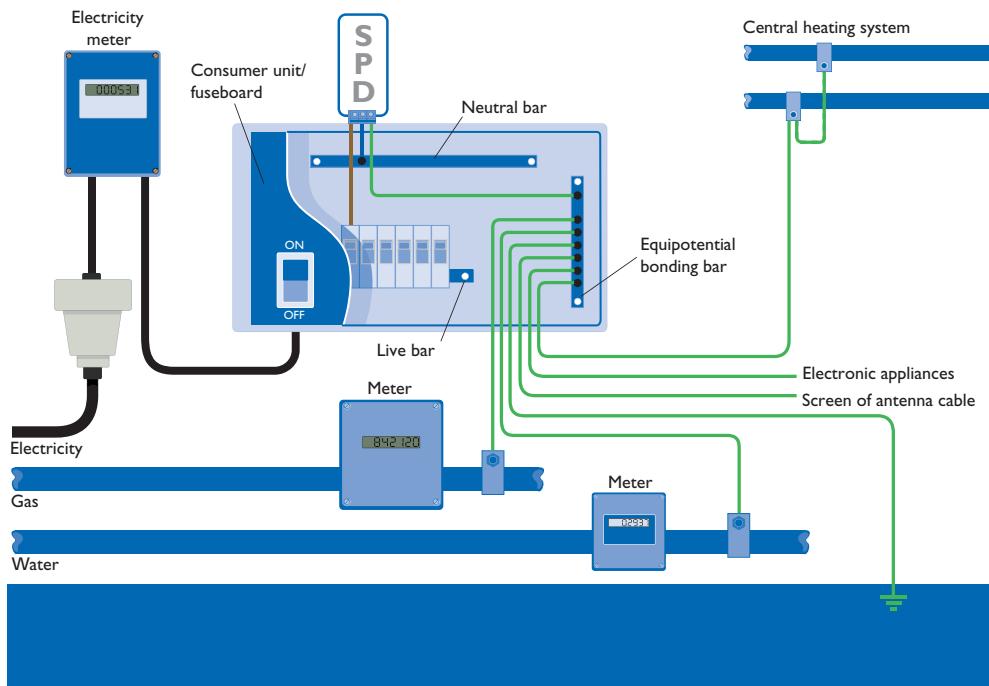 Electricity
meter
000531
Consumer unit/
fuseboard
S
P
D
Neutral bar
Central heating system
ON
OFF
Equipotential
bonding bar
Live bar
Electronic appliances
Screen of antenna cable
Meter
842120
Electricity
Gas
Meter
02937
Water